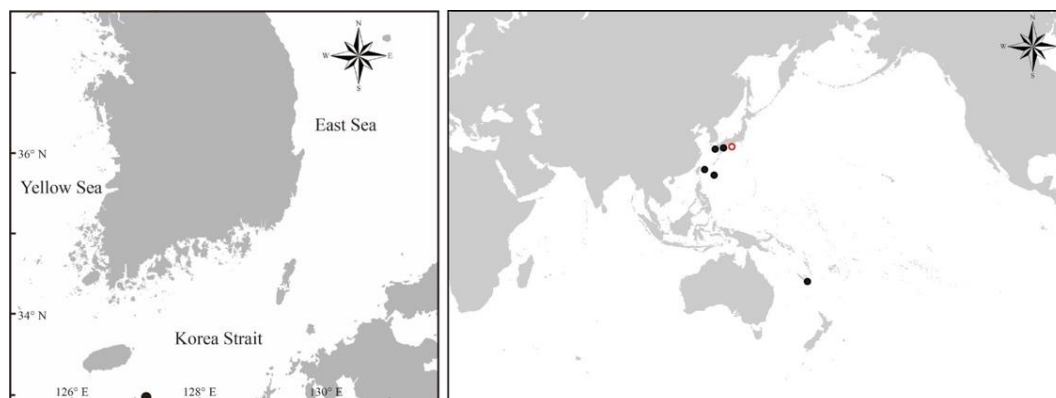 N
W E
S
East Sea
36° N
Yellow Sea
34° N
Korea Strait
126° E 128° E 130° E
N
W
S